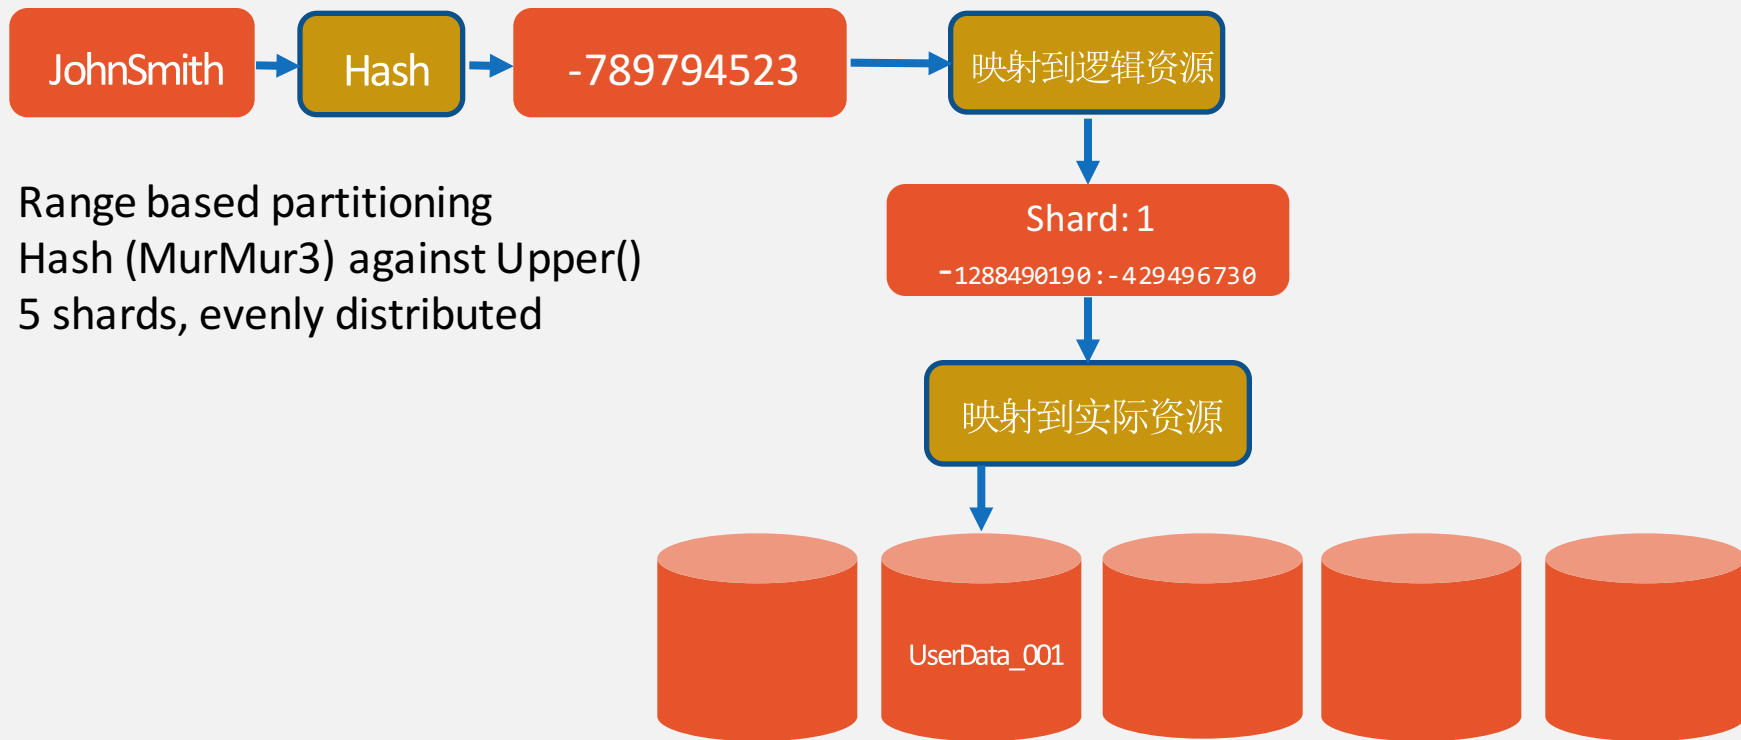 JohnSmith
Hash
-789794523
映射到逻辑资源
Range based partitioning
Hash (MurMur3) against Upper()
5 shards, evenly distributed
Shard: 1
-1288490190:-429496730
映射到实际资源
UserData_001